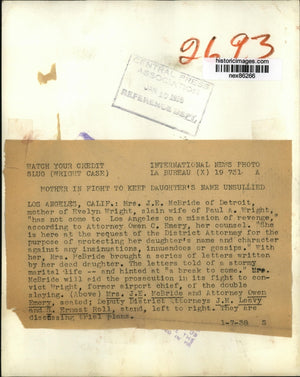 2693
historicimages.com
nex86266
CENTRAL PRESS
ASSOCIATION
JAN 10 1938
REFERENCE DEPT.
WATCH YOUR CREDIT INTERNATIONAL NEWS PHOTO
SLUG (WRIGHT CASE) LA BUREAU (X) 19 731 A
MOTHER IN FIGHT TO KEEP DAUGHTER'S NAME UNSULLIED
LOS ANGELES, CALIF.: Mrs. J.E. McBride of Detroit,
mother of Evelyn Wright, slain wife of Paul A. Wright,
"has not come to Los Angeles on a mission of revenge,"
according to Attorney Owen C. Emery, her counsel. "She
is here at the request of the District Attorney for the
purpose of protecting her daughter's name and character
against any insinuations, innuendoes or gossip." With
her, Mrs. McBride brought a series of letters written
by her dead daughter. The letters told of a stormy
marital life -- and hinted at "a break to come." Mrs.
McBride will aid the prosecution in its fight to con-
vict Wright, former airport chief, of the double
slaying. (Above) Mrs. J.E. McBride and Attorney Owen
Emery, seated; Deputy District Attorneys J.M. Leavy
and S. Ernest Roll, stand, left to right. They are
discussing trial plans.
1-7-38 S